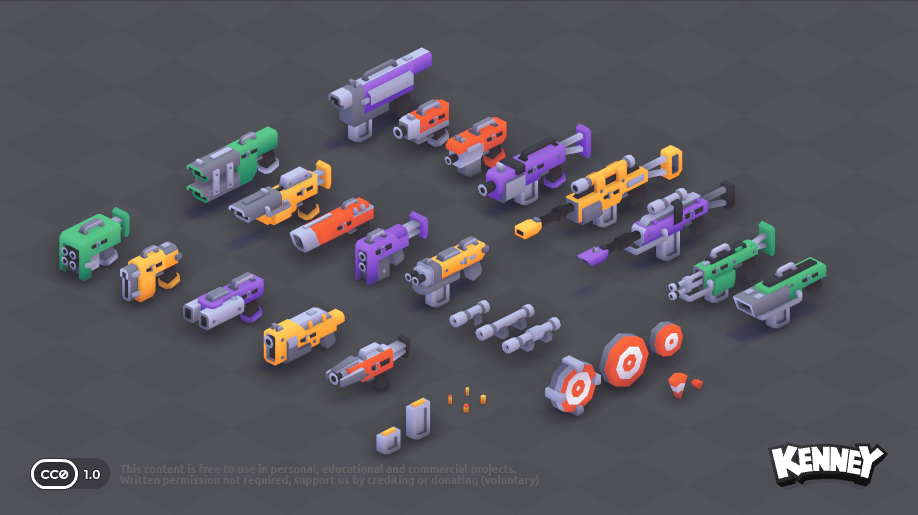 CC0 1.0
This content is free to use in personal, educational and commercial projects.
Written permission not required, support us by crediting or donating (voluntary)
KENNEY